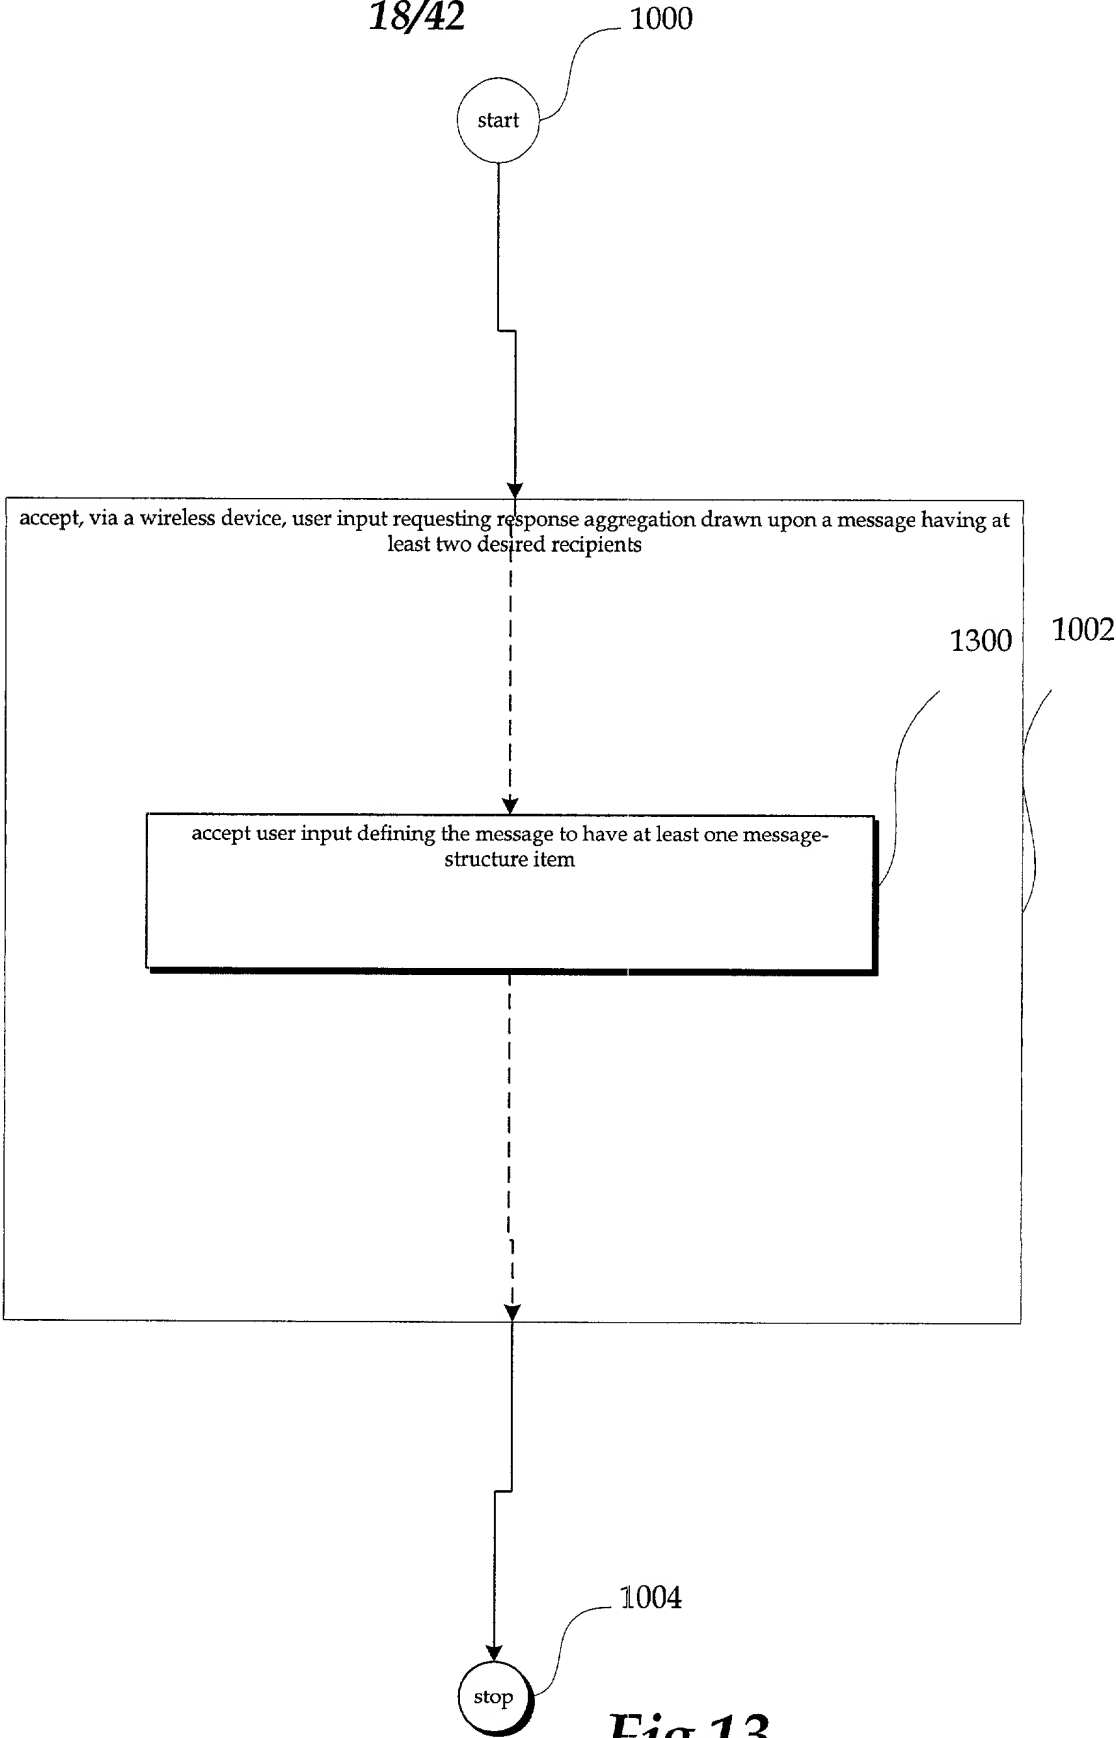 18/42
1000
start
accept, via a wireless device, user input requesting response aggregation drawn upon a message having at
least two desired recipients
1300
1002
accept user input defining the message to have at least one message-
structure item
1004
stop
Fig 13